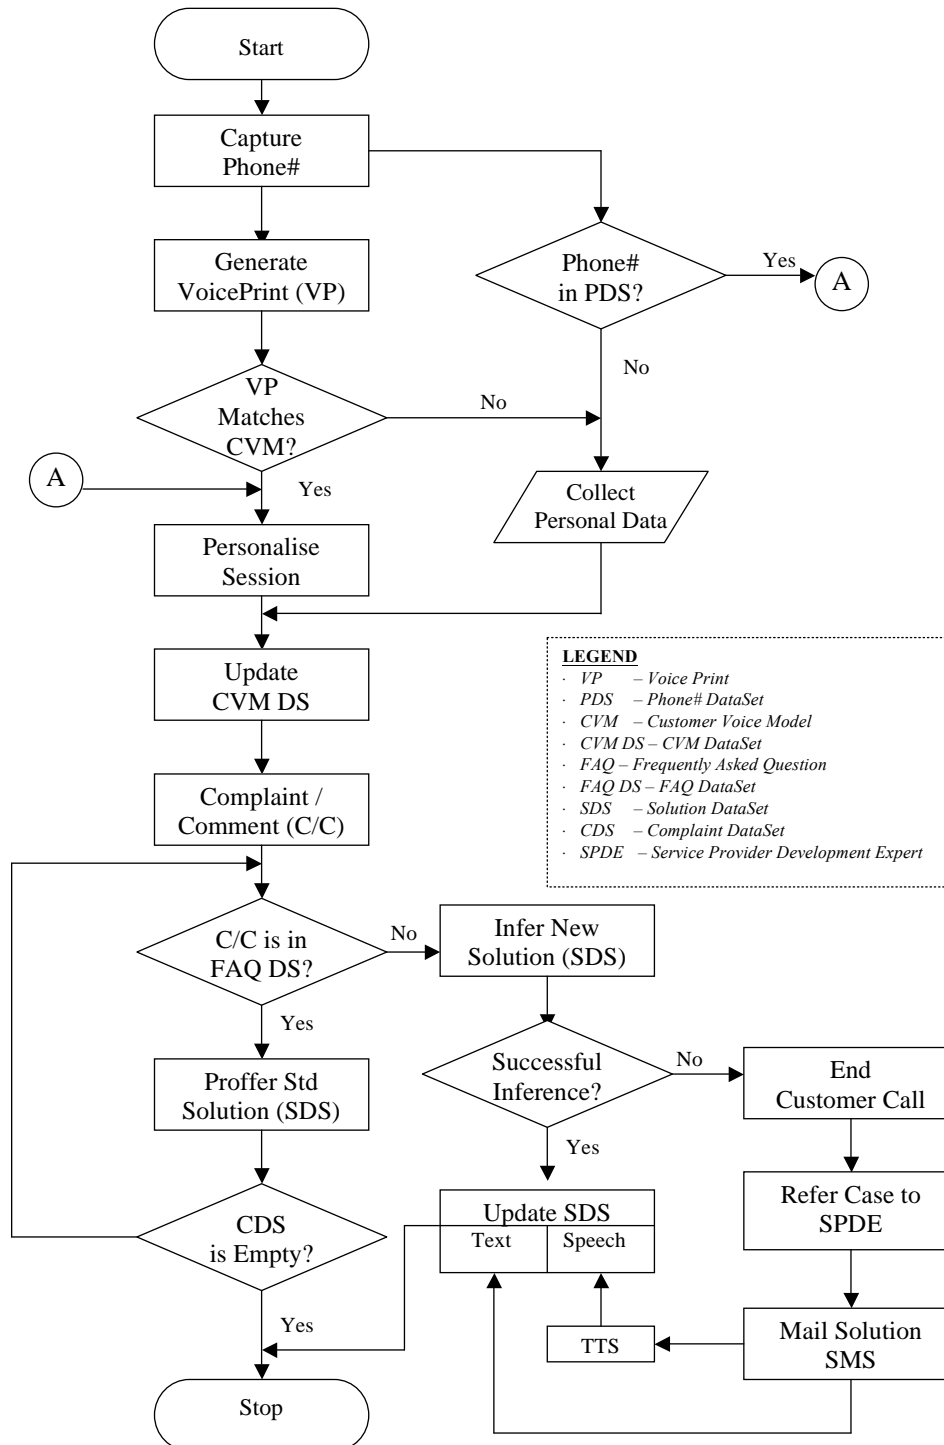 Start
Capture
Phone#
Generate
VoicePrint (VP)
Phone#
in PDS?
Yes
A
No
VP
Matches
CVM?
No
A
Yes
Collect
Personal Data
Personalise
Session
Update
CVM DS
LEGEND
· VP – Voice Print
· PDS – Phone# DataSet
· CVM – Customer Voice Model
· CVM DS – CVM DataSet
· FAQ – Frequently Asked Question
· FAQ DS – FAQ DataSet
· SDS – Solution DataSet
· CDS – Complaint DataSet
· SPDE – Service Provider Development Expert
Complaint /
Comment (C/C)
C/C is in
FAQ DS?
No
Infer New
Solution (SDS)
Yes
Successful
Inference?
No
End
Customer Call
Proffer Std
Solution (SDS)
Yes
Refer Case to
SPDE
CDS
is Empty?
Update SDS
Text
Speech
Yes
TTS
Mail Solution
SMS
Stop